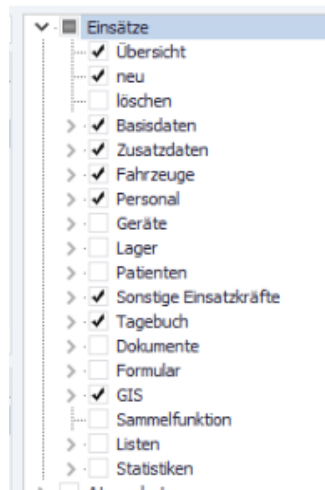 Einsätze
Übersicht
neu
löschen
Basisdaten
Zusatzdaten
Fahrzeuge
Personal
Geräte
Lager
Patienten
Sonstige Einsatzkräfte
Tagebuch
Dokumente
Formular
GIS
Sammelfunktion
Listen
Statistiken